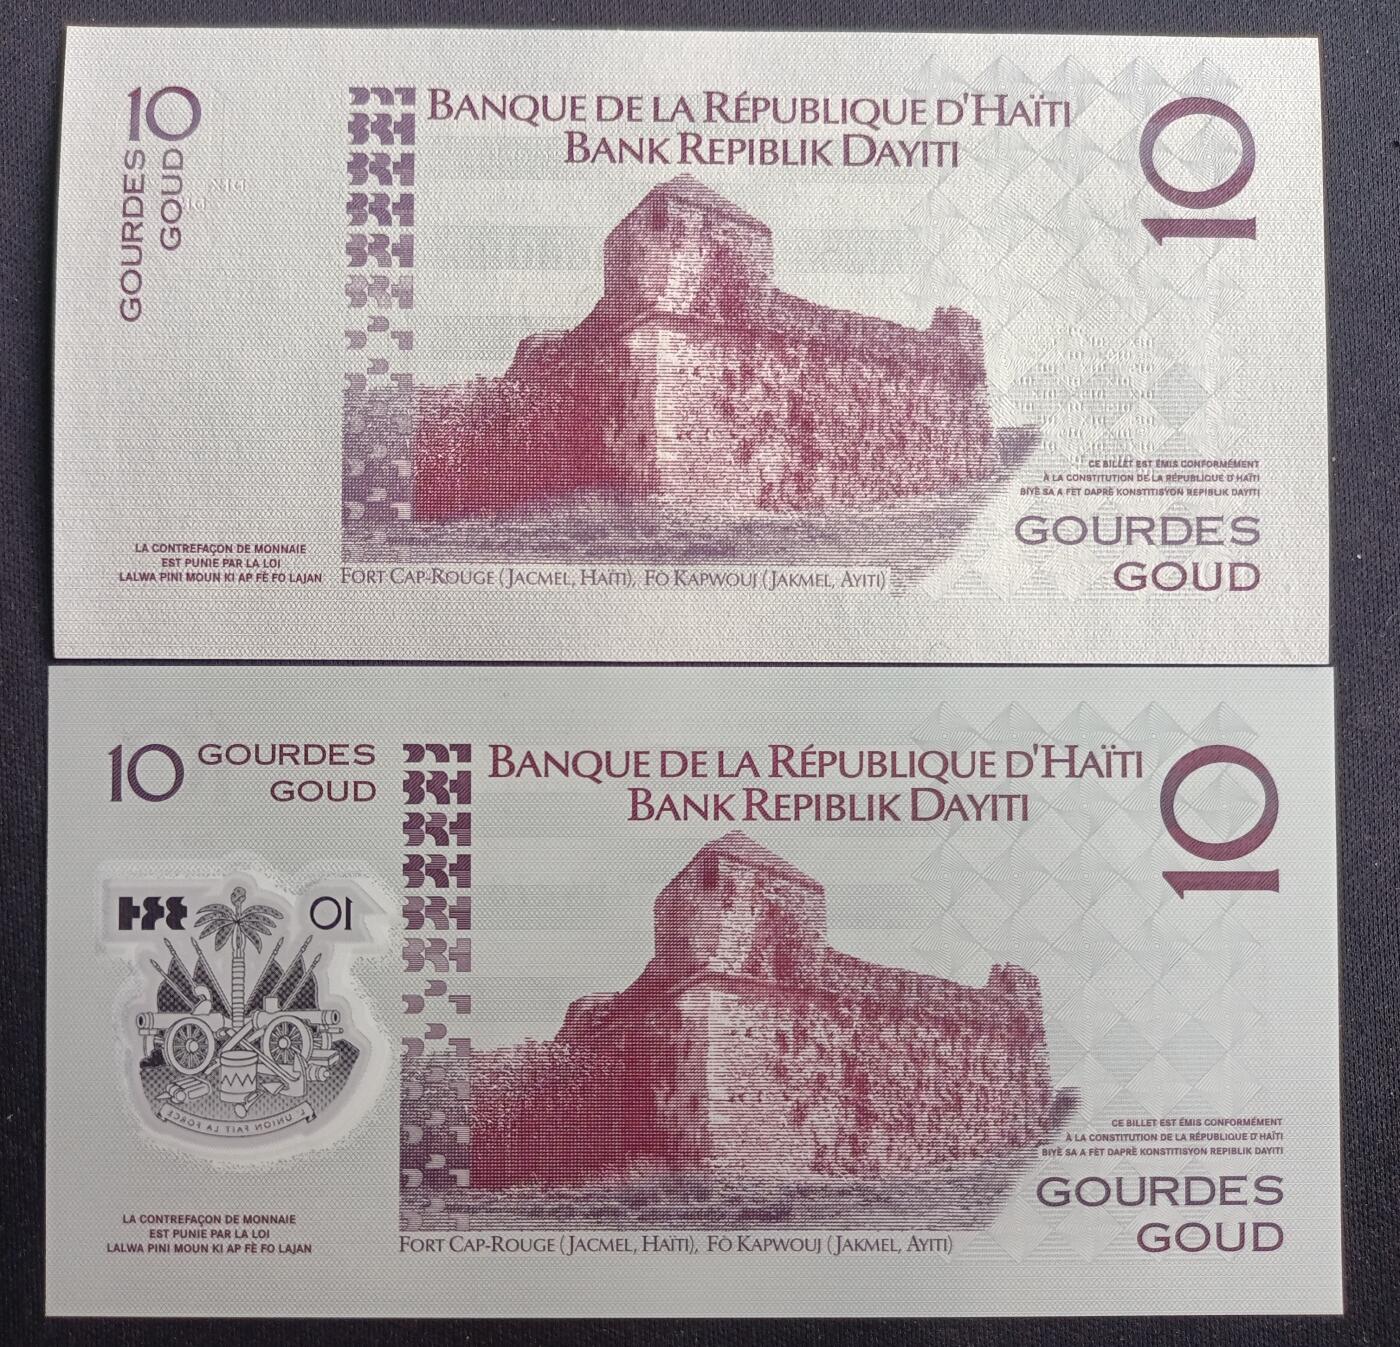 10
GOURDES
GOUD
BRH
BANQUE DE LA RÉPUBLIQUE D'HAÏTI
BANK REPIBLIK DAYITI
10
CE BILLET EST ÉMIS CONFORMÉMENT
À LA CONSTITUTION DE LA RÉPUBLIQUE D'HAÏTI
BIYÈ SA A FÈT DAPRÈ KONSTITISYON REPIBLIK DAYITI
GOURDES
GOUD
LA CONTREFAÇON DE MONNAIE
EST PUNIE PAR LA LOI
LALWA PINI MOUN KI AP FÈ FO LAJAN
FORT CAP-ROUGE (JACMEL, HAÏTI), FÒ KAPWOUJ (JAKMEL, AYITI)
10 GOURDES
GOUD
BRH
BANQUE DE LA RÉPUBLIQUE D'HAÏTI
BANK REPIBLIK DAYITI
10
10
L'UNION FAIT LA FORCE
CE BILLET EST ÉMIS CONFORMÉMENT
À LA CONSTITUTION DE LA RÉPUBLIQUE D'HAÏTI
BIYÈ SA A FÈT DAPRÈ KONSTITISYON REPIBLIK DAYITI
GOURDES
GOUD
LA CONTREFAÇON DE MONNAIE
EST PUNIE PAR LA LOI
LALWA PINI MOUN KI AP FÈ FO LAJAN
FORT CAP-ROUGE (JACMEL, HAÏTI), FÒ KAPWOUJ (JAKMEL, AYITI)